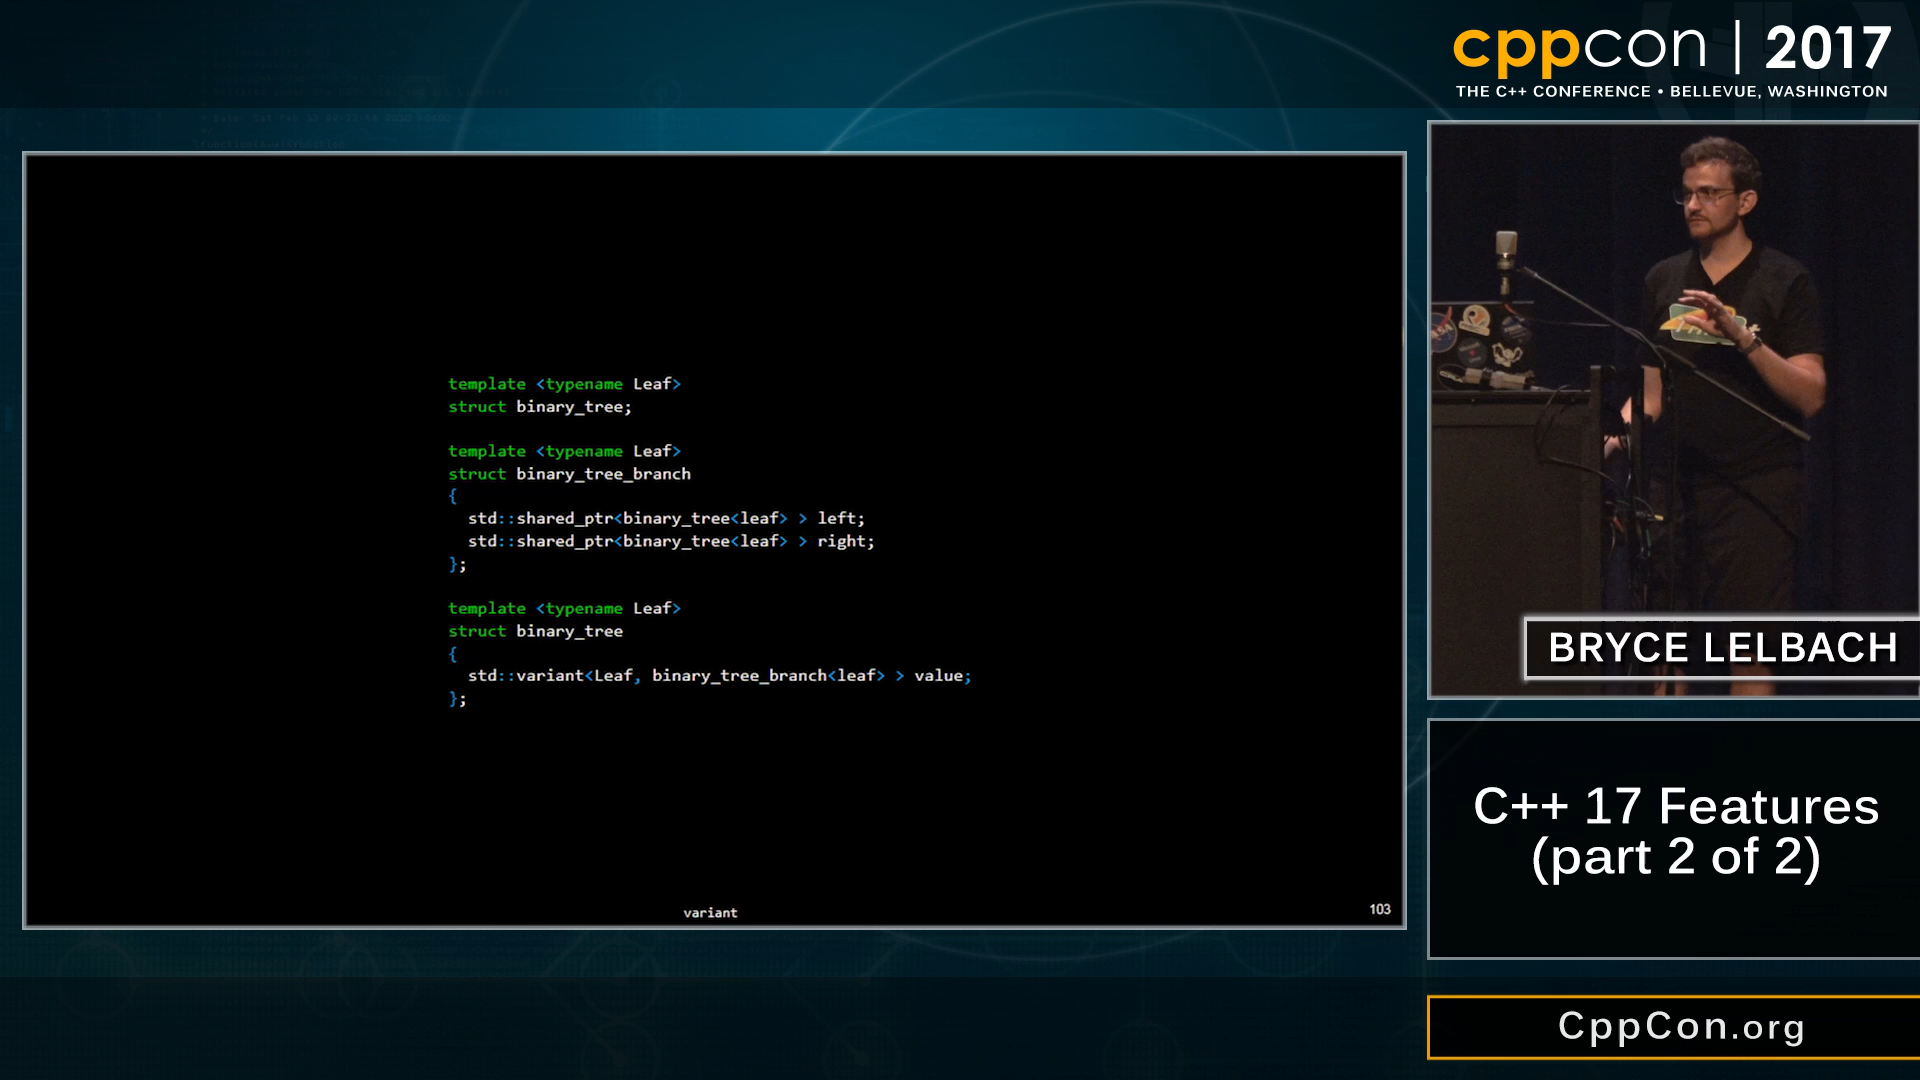 cppcon | 2017
THE C++ CONFERENCE • BELLEVUE, WASHINGTON
template <typename Leaf>
struct binary_tree;
template <typename Leaf>
struct binary_tree_branch
{
std::shared_ptr<binary_tree<leaf> > left;
std::shared_ptr<binary_tree<leaf> > right;
};
template <typename Leaf>
struct binary_tree
{
std::variant<Leaf, binary_tree_branch<leaf> > value;
};
variant
103
NASA
BRYCE LELBACH
C++ 17 Features
(part 2 of 2)
CppCon.org